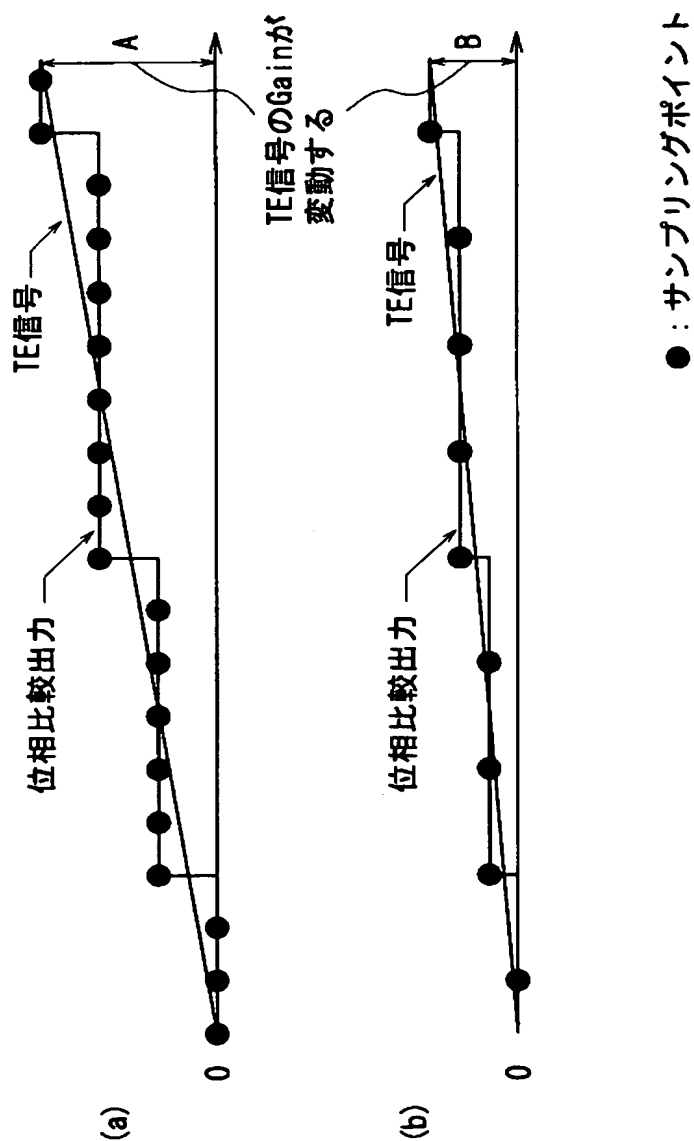 (a)
0
位相比較出力
TE信号
A
TE信号のGainが
変動する
(b)
0
位相比較出力
TE信号
B
●：サンプリングポイント